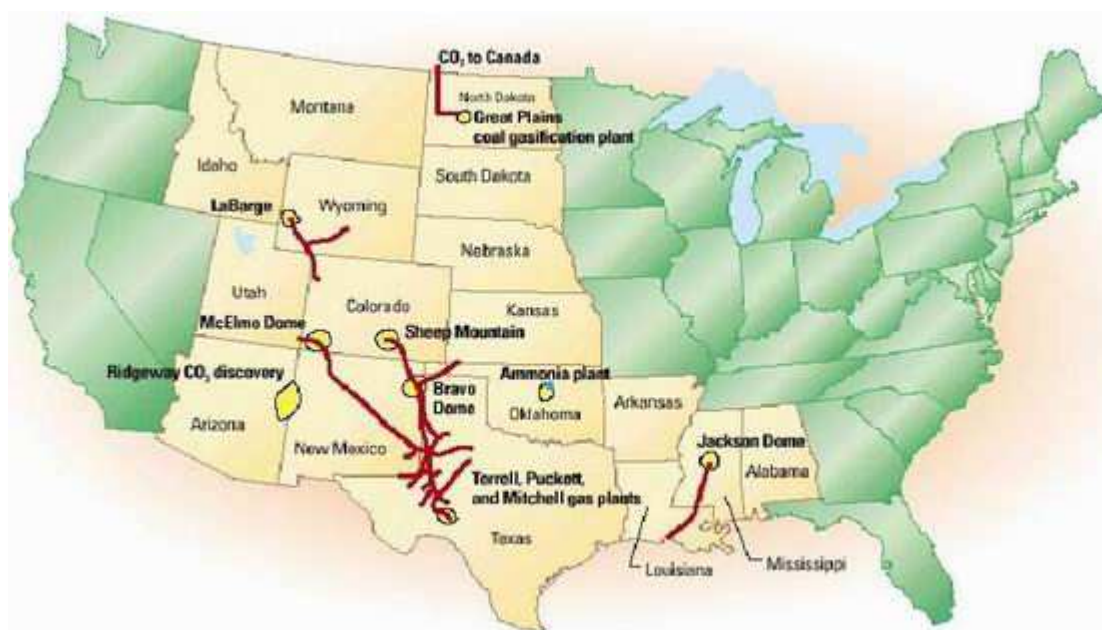 CO₂ to Canada
North Dakota
Great Plains
coal gasification plant
Montana
Idaho
South Dakota
LaBarge
Wyoming
Nebraska
Utah
Colorado
Kansas
McElmo Dome
Sheep Mountain
Ridgeway CO₂ discovery
Bravo
Dome
Ammonia plant
Oklahoma
Arkansas
Arizona
New Mexico
Jackson Dome
Alabama
Terrell, Puckett,
and Mitchell gas plants
Texas
Louisiana
Mississippi